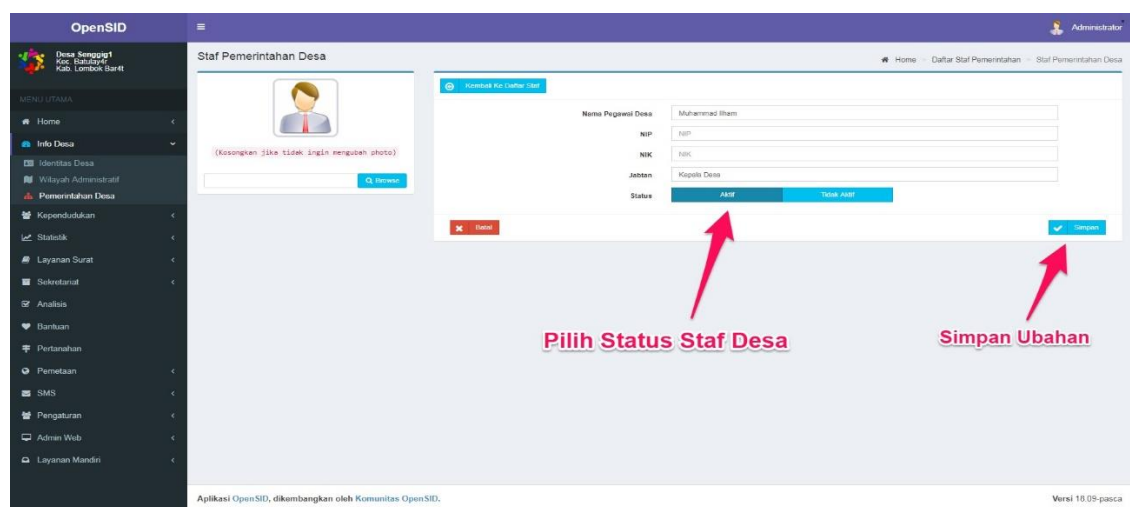 OpenSID
Administrator
Desa Senggig1
Kec. Batulay4r
Kab. Lombok Bar4t
MENU UTAMA
Home
Info Desa
Identitas Desa
Wilayah Administratif
Pemerintahan Desa
Kependudukan
Statistik
Layanan Surat
Sekretariat
Analisis
Bantuan
Pertanahan
Pemetaan
SMS
Pengaturan
Admin Web
Layanan Mandiri
Staf Pemerintahan Desa
Home - Daftar Staf Pemerintahan - Staf Pemerintahan Desa
(Kosongkan jika tidak ingin mengubah photo)
Browse
Kembali Ke Daftar Staf
Nama Pegawai Desa Muhammad Ilham
NIP NIP
NIK NIK
Jabtan Kepala Desa
Status Aktif Tidak Aktif
Batal Simpan
Pilih Status Staf Desa
Simpan Ubahan
Aplikasi OpenSID, dikembangkan oleh Komunitas OpenSID.
Versi 18.09-pasca